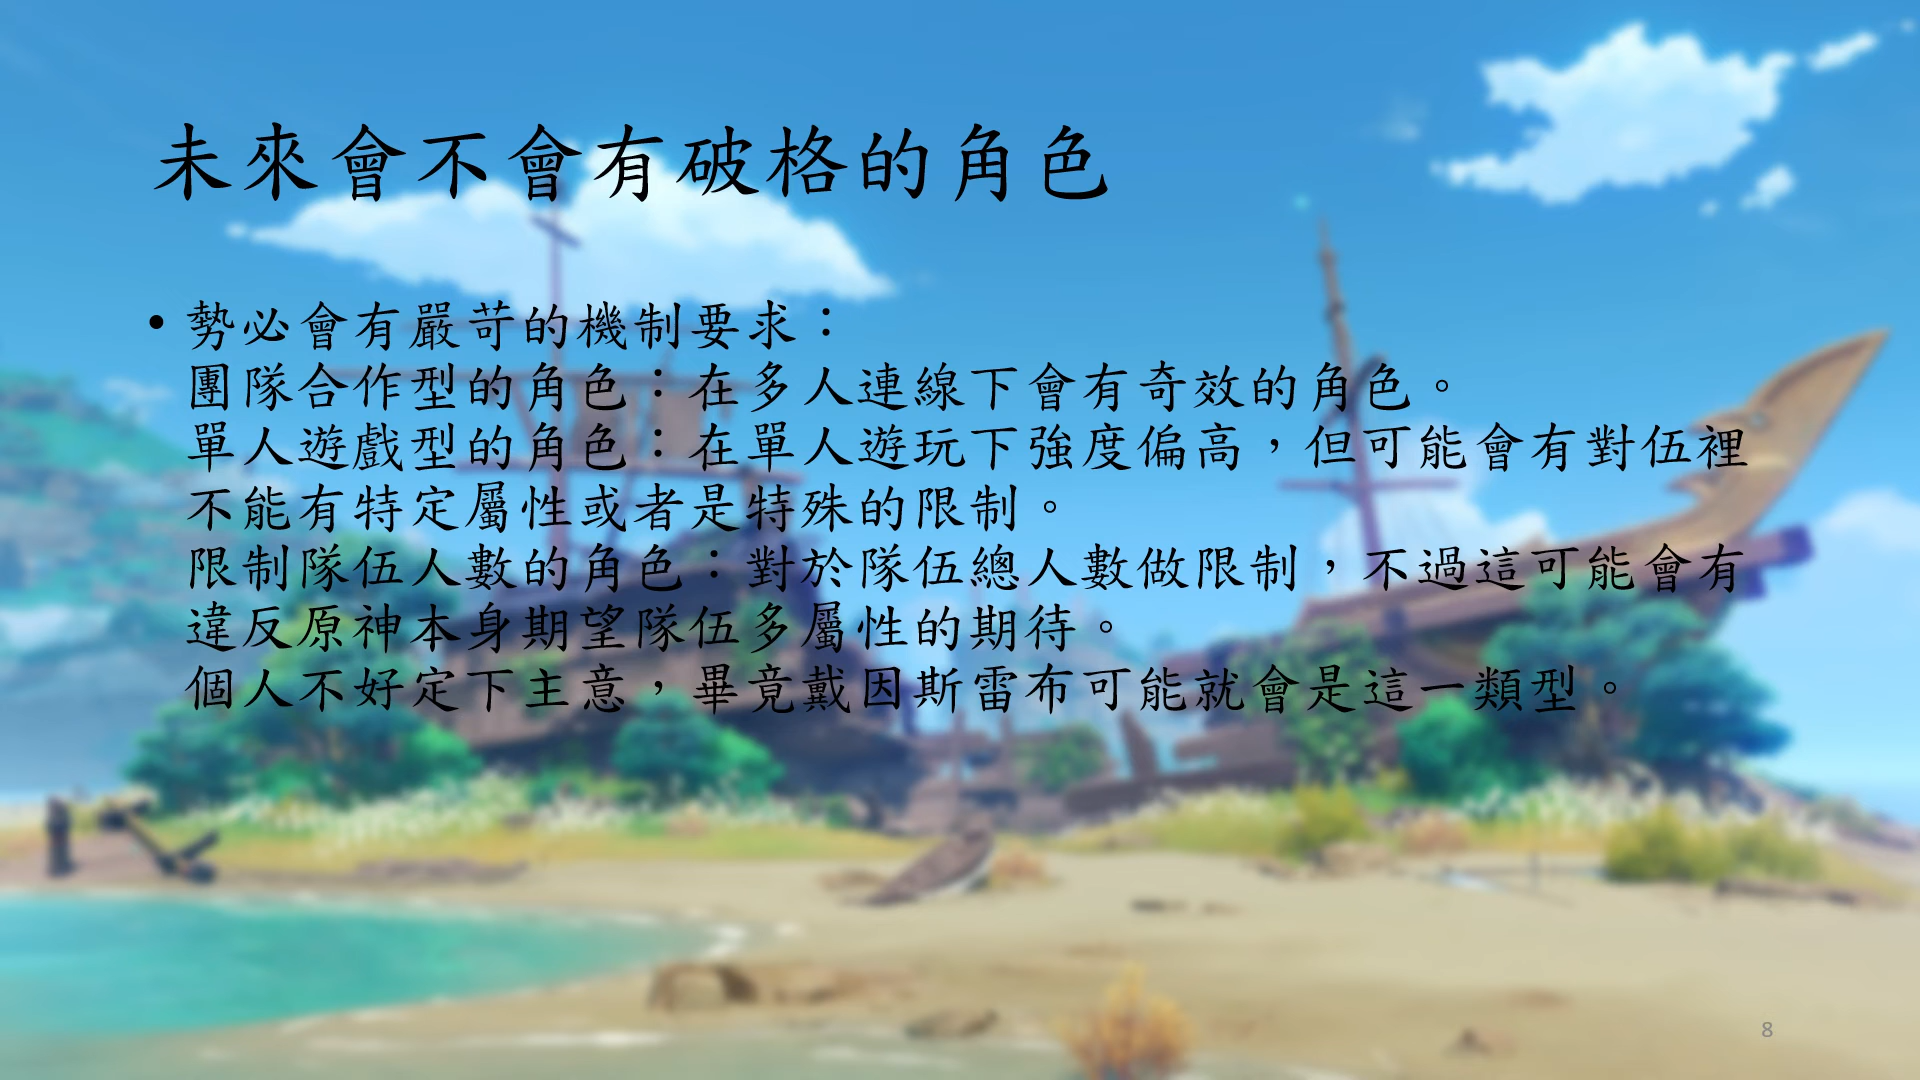 未來會不會有破格的角色
• 勢必會有嚴苛的機制要求：
團隊合作型的角色：在多人連線下會有奇效的角色。
單人遊戲型的角色：在單人遊玩下強度偏高，但可能會有對伍裡
不能有特定屬性或者是特殊的限制。
限制隊伍人數的角色：對於隊伍總人數做限制，不過這可能會有
違反原神本身期望隊伍多屬性的期待。
個人不好定下主意，畢竟戴因斯雷布可能就會是這一類型。
8